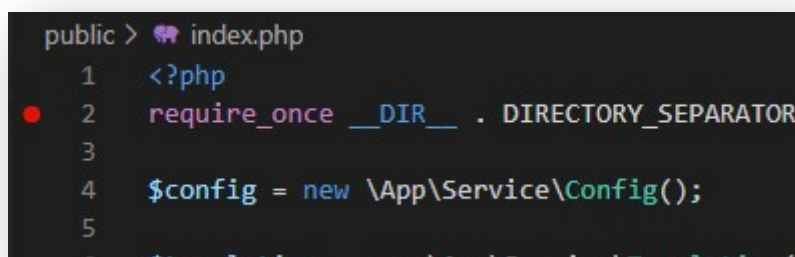 public > index.php
1 <?php
2 require_once __DIR__ . DIRECTORY_SEPARATOR
3
4 $config = new \App\Service\Config();
5